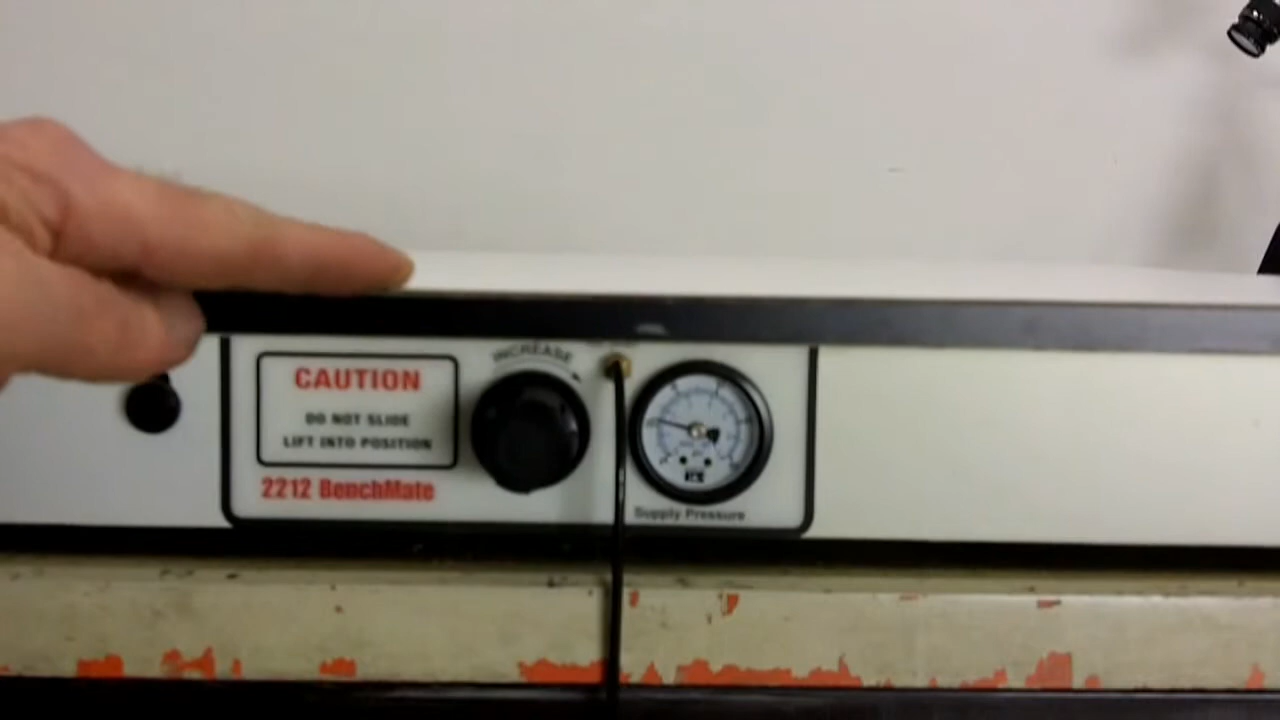 CAUTION
DO NOT SLIDE
LIFT INTO POSITION
2212 BenchMate
INCREASE
Supply Pressure